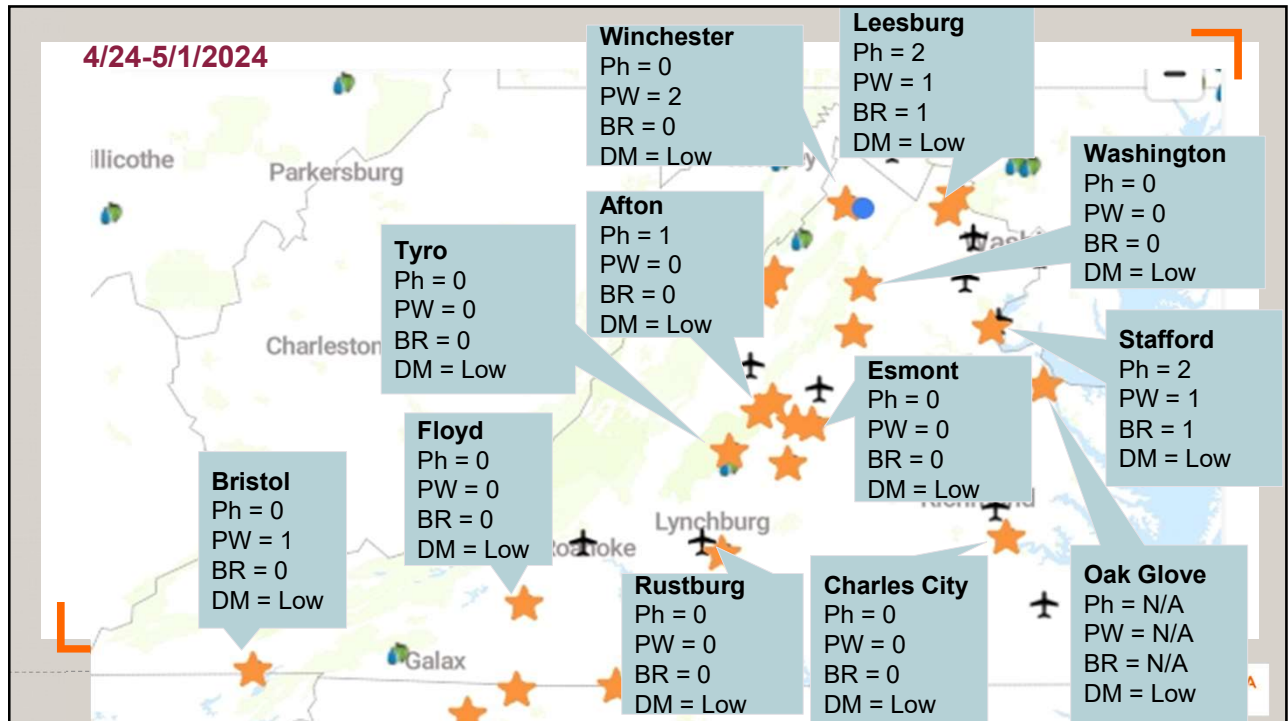 4/24-5/1/2024
Winchester
Ph = 0
PW = 2
BR = 0
DM = Low
Leesburg
Ph = 2
PW = 1
BR = 1
DM = Low
Washington
Ph = 0
PW = 0
BR = 0
DM = Low
Afton
Ph = 1
PW = 0
BR = 0
DM = Low
Tyro
Ph = 0
PW = 0
BR = 0
DM = Low
Stafford
Ph = 2
PW = 1
BR = 1
DM = Low
Esmont
Ph = 0
PW = 0
BR = 0
DM = Low
Floyd
Ph = 0
PW = 0
BR = 0
DM = Low
Bristol
Ph = 0
PW = 1
BR = 0
DM = Low
Rustburg
Ph = 0
PW = 0
BR = 0
DM = Low
Charles City
Ph = 0
PW = 0
BR = 0
DM = Low
Oak Glove
Ph = N/A
PW = N/A
BR = N/A
DM = Low
illicothe
Parkersburg
Charleston
Lynchburg
Roanoke
Galax
A